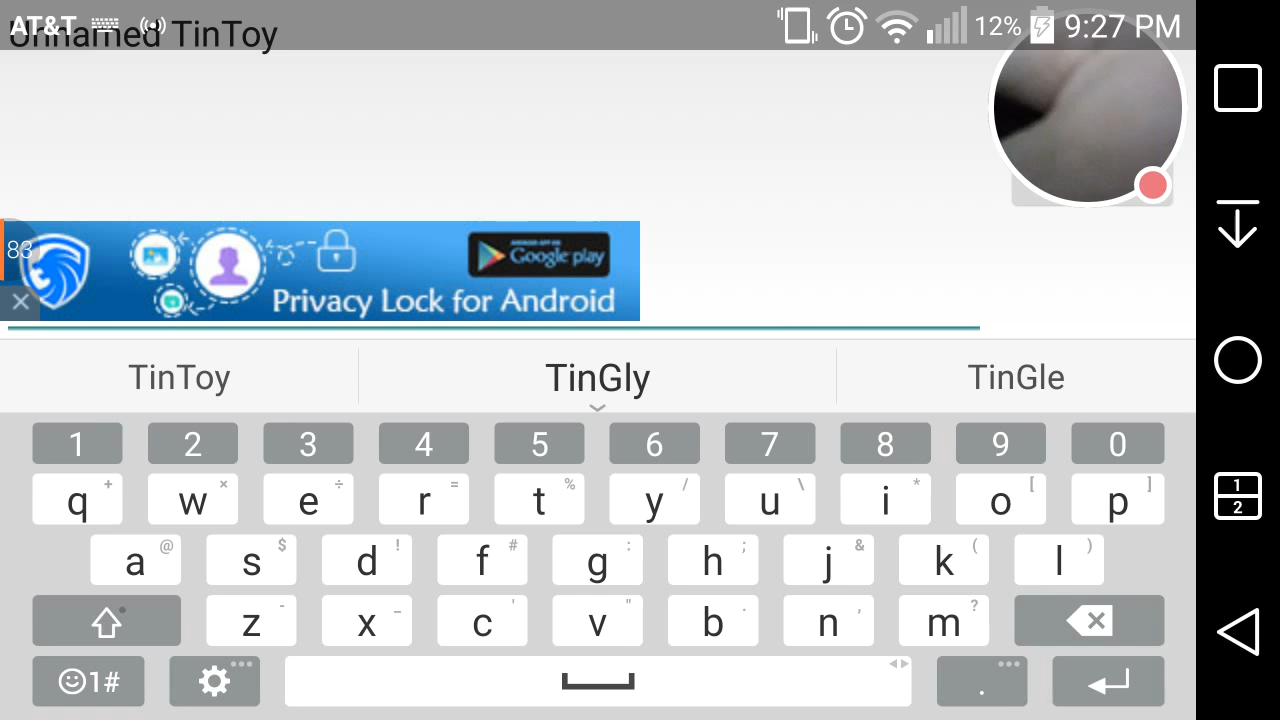 AT&T 12% 9:27 PM
Unnamed TinToy
83
Google play
Privacy Lock for Android
TinToy TinGly TinGle
1 2 3 4 5 6 7 8 9 0
q + w × e ÷ r = t % y / u \ i * o [ p ]
a @ s $ d ! f # g : h ; j & k ( l )
z - x _ c ' v " b . n , m ?
1# .
1
2